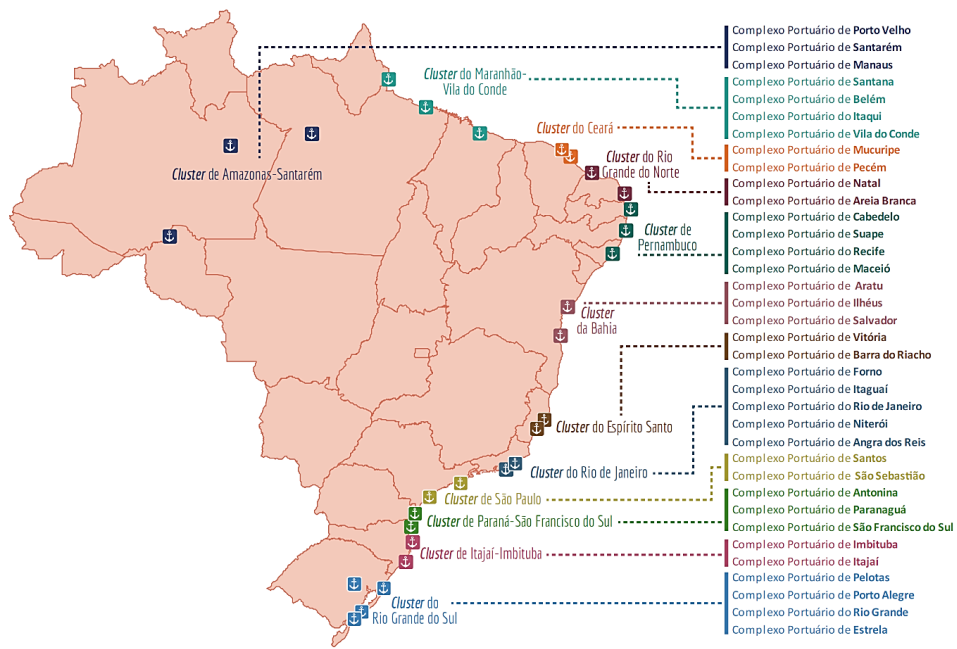 Cluster do Maranhão-
Vila do Conde
Cluster do Ceará
Cluster do Rio
Grande do Norte
Cluster de Amazonas-Santarém
Cluster de
Pernambuco
Cluster
da Bahia
Cluster do Espírito Santo
Cluster do Rio de Janeiro
Cluster de São Paulo
Cluster de Paraná-São Francisco do Sul
Cluster de Itajaí-Imbituba
Cluster do
Rio Grande do Sul
Complexo Portuário de Porto Velho
Complexo Portuário de Santarém
Complexo Portuário de Manaus
Complexo Portuário de Santana
Complexo Portuário de Belém
Complexo Portuário do Itaqui
Complexo Portuário de Vila do Conde
Complexo Portuário de Mucuripe
Complexo Portuário de Pecém
Complexo Portuário de Natal
Complexo Portuário de Areia Branca
Complexo Portuário de Cabedelo
Complexo Portuário de Suape
Complexo Portuário do Recife
Complexo Portuário de Maceió
Complexo Portuário de Aratu
Complexo Portuário de Ilhéus
Complexo Portuário de Salvador
Complexo Portuário de Vitória
Complexo Portuário de Barra do Riacho
Complexo Portuário de Forno
Complexo Portuário de Itaguaí
Complexo Portuário do Rio de Janeiro
Complexo Portuário de Niterói
Complexo Portuário de Angra dos Reis
Complexo Portuário de Santos
Complexo Portuário de São Sebastião
Complexo Portuário de Antonina
Complexo Portuário de Paranaguá
Complexo Portuário de São Francisco do Sul
Complexo Portuário de Imbituba
Complexo Portuário de Itajaí
Complexo Portuário de Pelotas
Complexo Portuário de Porto Alegre
Complexo Portuário do Rio Grande
Complexo Portuário de Estrela